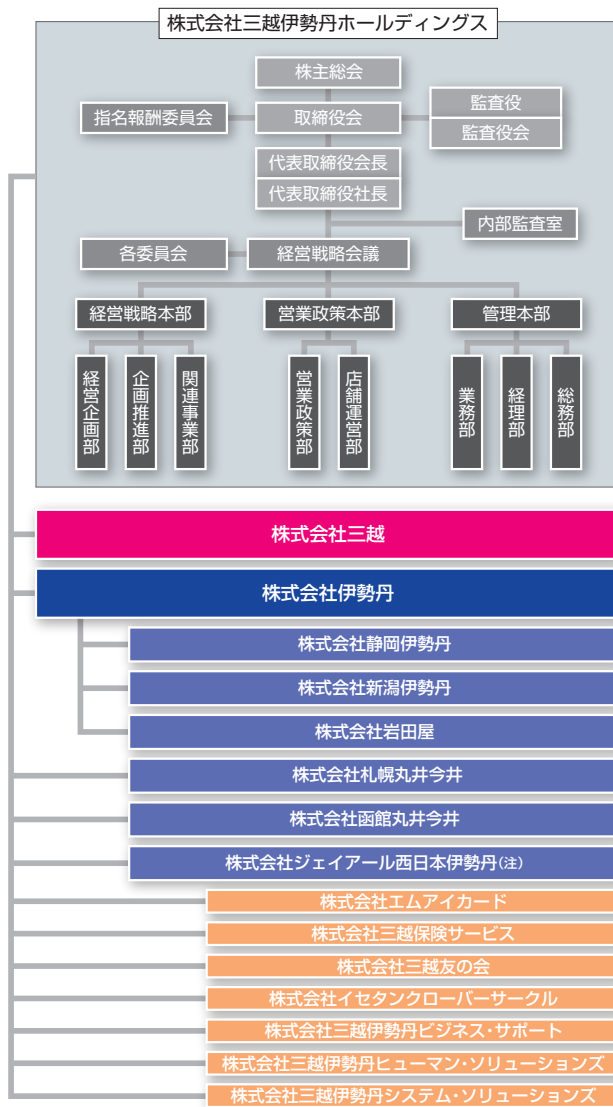 株式会社三越伊勢丹ホールディングス
株主総会
指名報酬委員会
取締役会
監査役
監査役会
代表取締役会長
代表取締役社長
内部監査室
各委員会
経営戦略会議
経営戦略本部
営業政策本部
管理本部
経営企画部
企画推進部
関連事業部
営業政策部
店舗運営部
業務部
経理部
総務部
株式会社三越
株式会社伊勢丹
株式会社静岡伊勢丹
株式会社新潟伊勢丹
株式会社岩田屋
株式会社札幌丸井今井
株式会社函館丸井今井
株式会社ジェイアール西日本伊勢丹(注)
株式会社エムアイカード
株式会社三越保険サービス
株式会社三越友の会
株式会社イセタンクローバーサークル
株式会社三越伊勢丹ビジネス・サポート
株式会社三越伊勢丹ヒューマン・ソリューションズ
株式会社三越伊勢丹システム・ソリューションズ